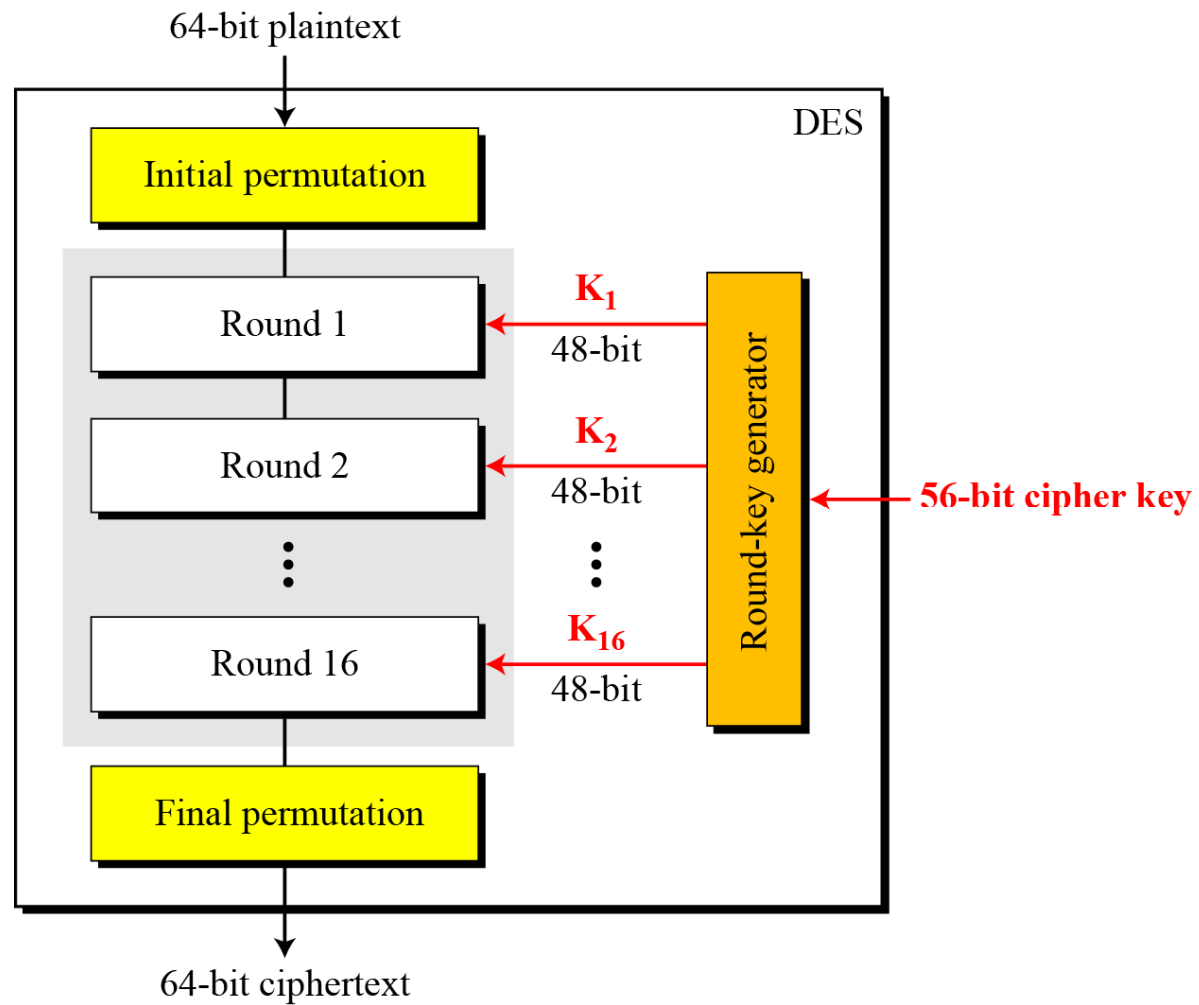 64-bit plaintext
DES
Initial permutation
K1
Round 1
48-bit
K2
Round 2
48-bit
Round-key generator
56-bit cipher key
K16
Round 16
48-bit
Final permutation
64-bit ciphertext